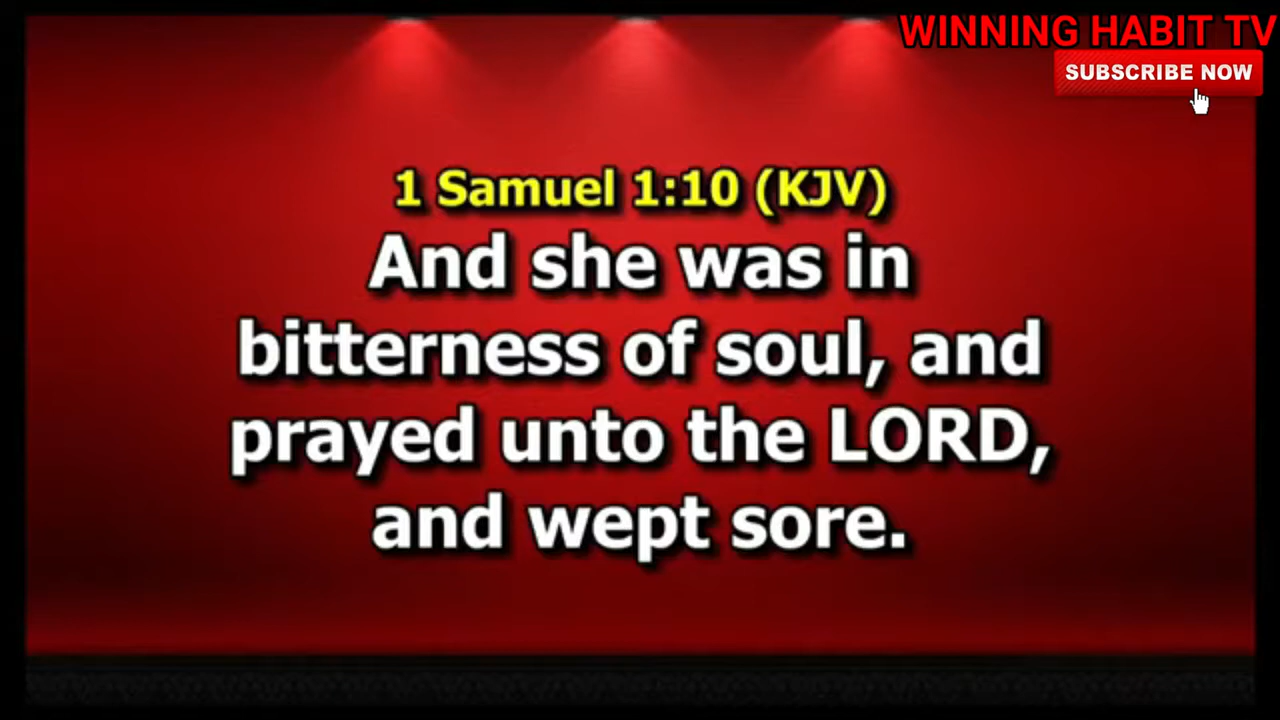 WINNING HABIT TV
SUBSCRIBE NOW
1 Samuel 1:10 (KJV)
And she was in
bitterness of soul, and
prayed unto the LORD,
and wept sore.